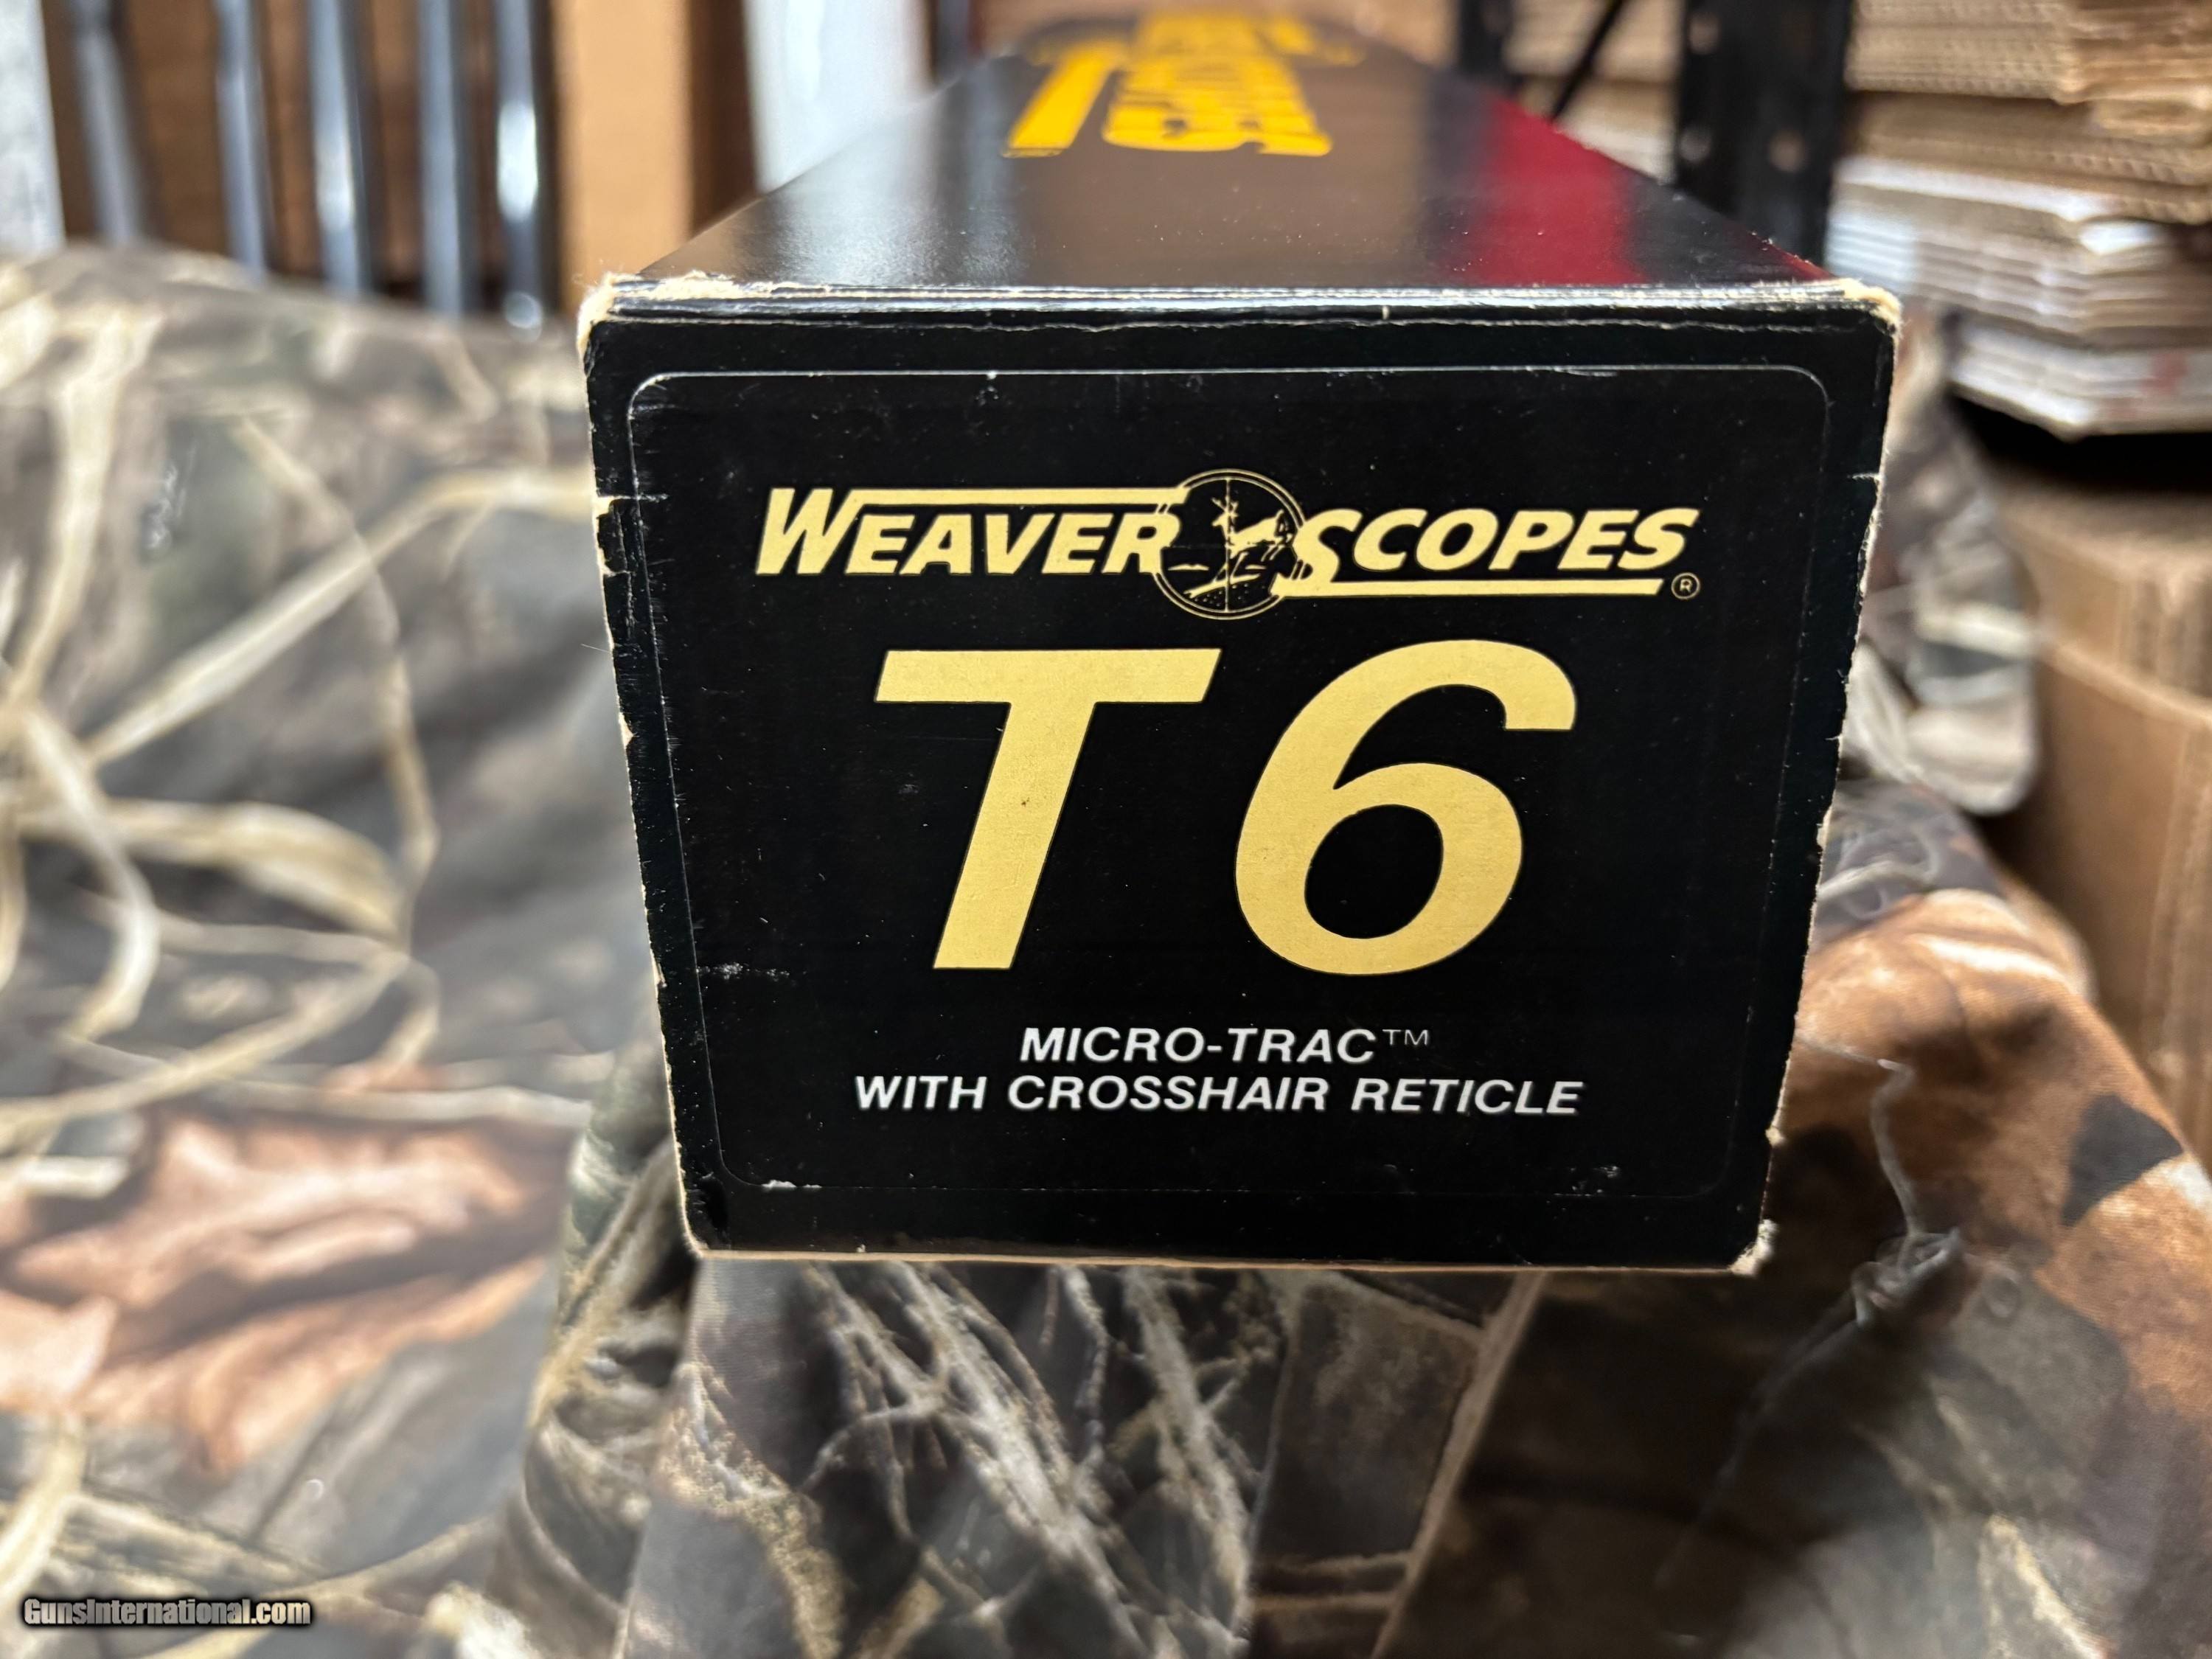 WEAVER SCOPES ®
T6
MICRO-TRAC™
WITH CROSSHAIR RETICLE
GunsInternational.com